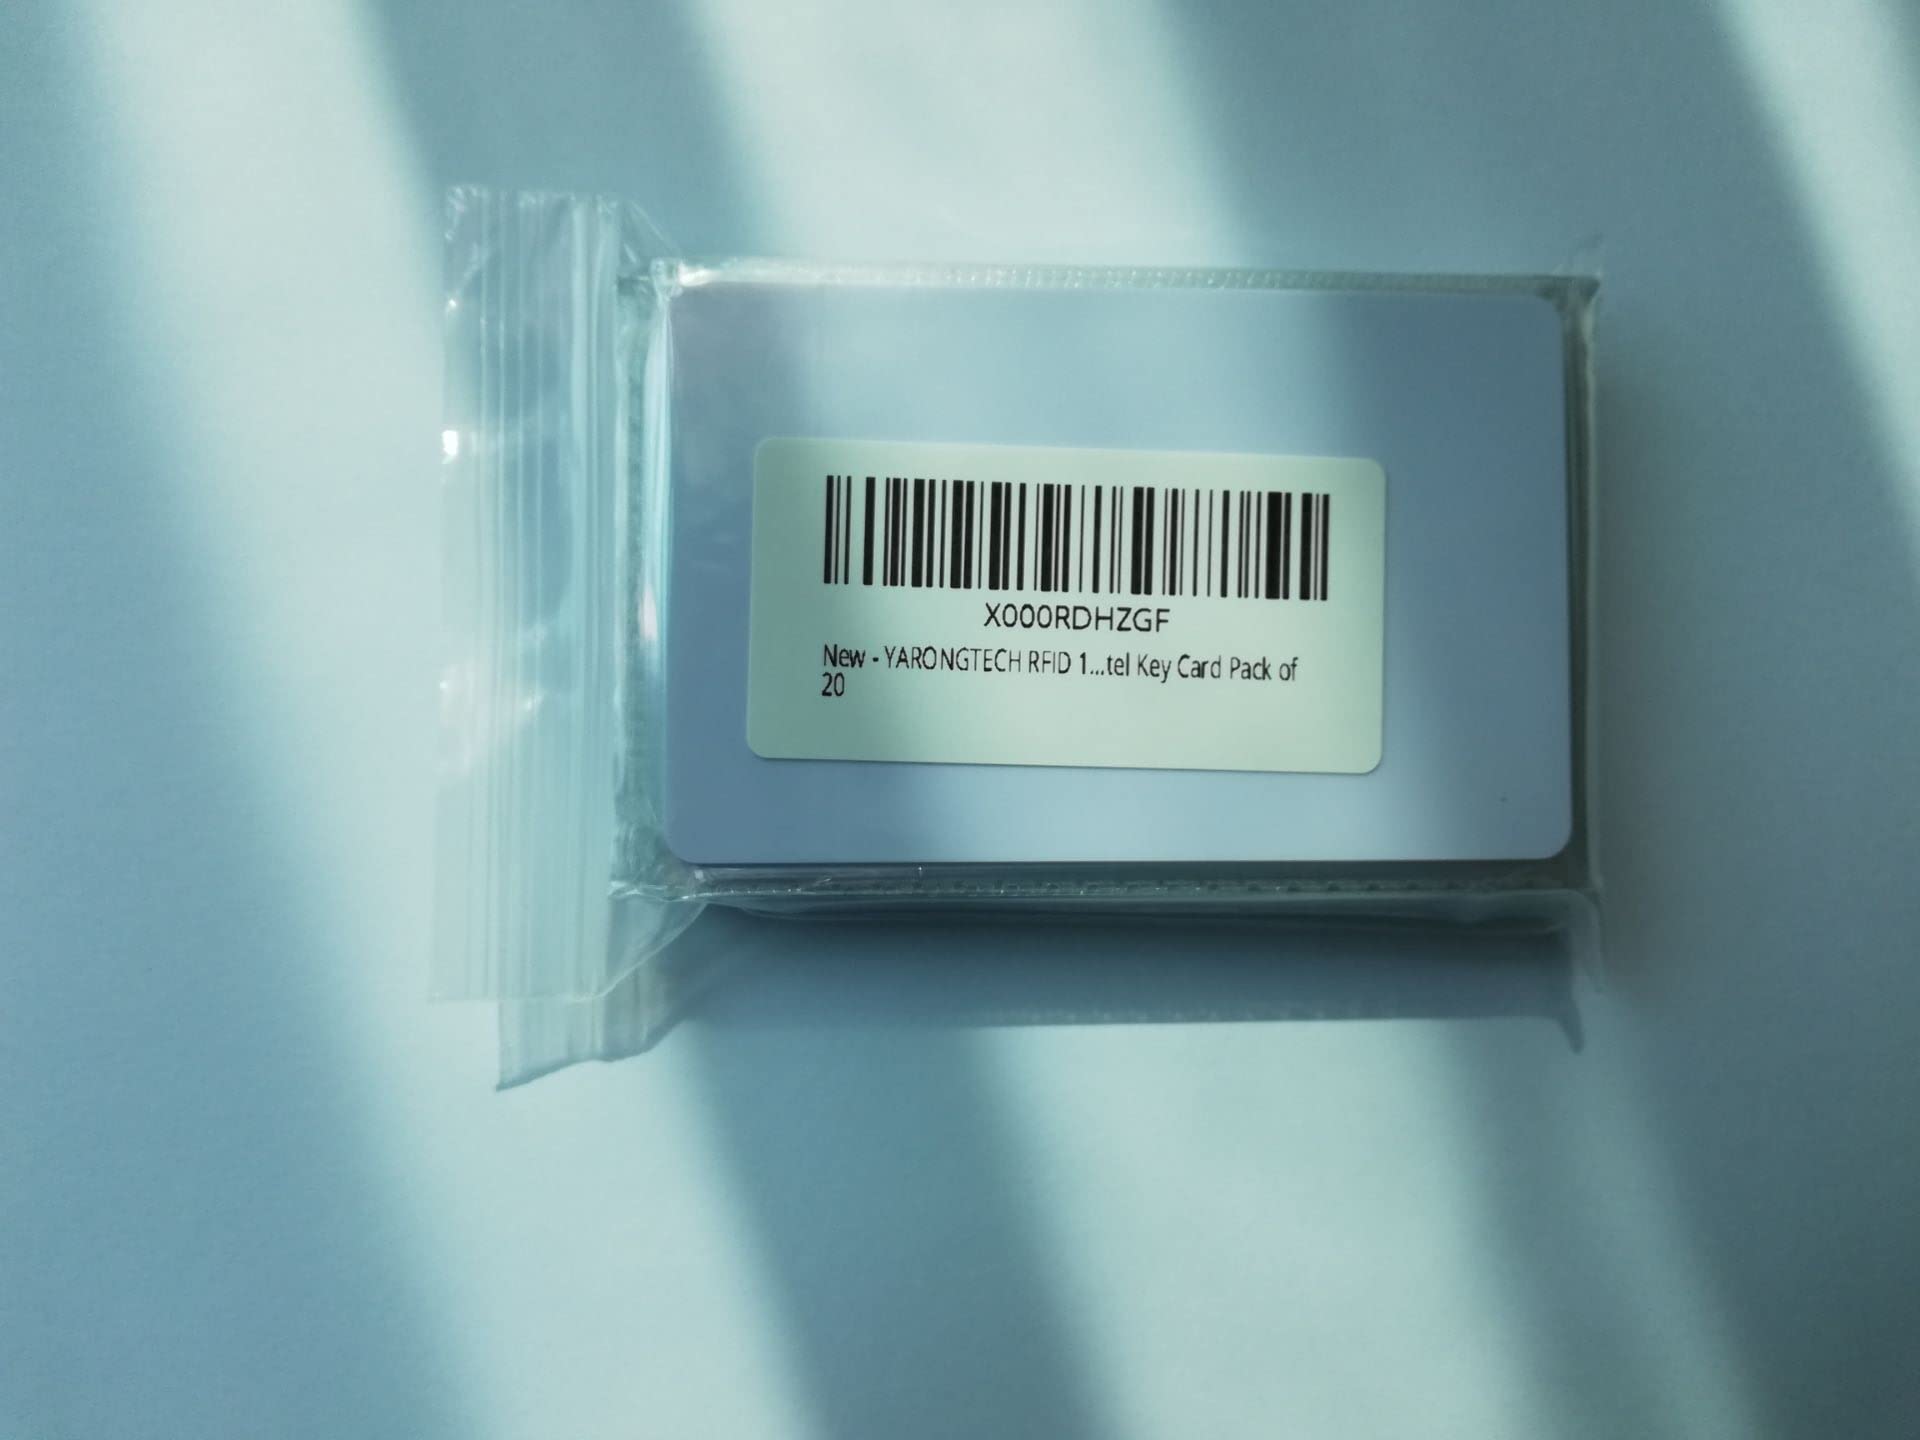 X000RDHZGF
New - YARONGTECH RFID 1...tel Key Card Pack of
20